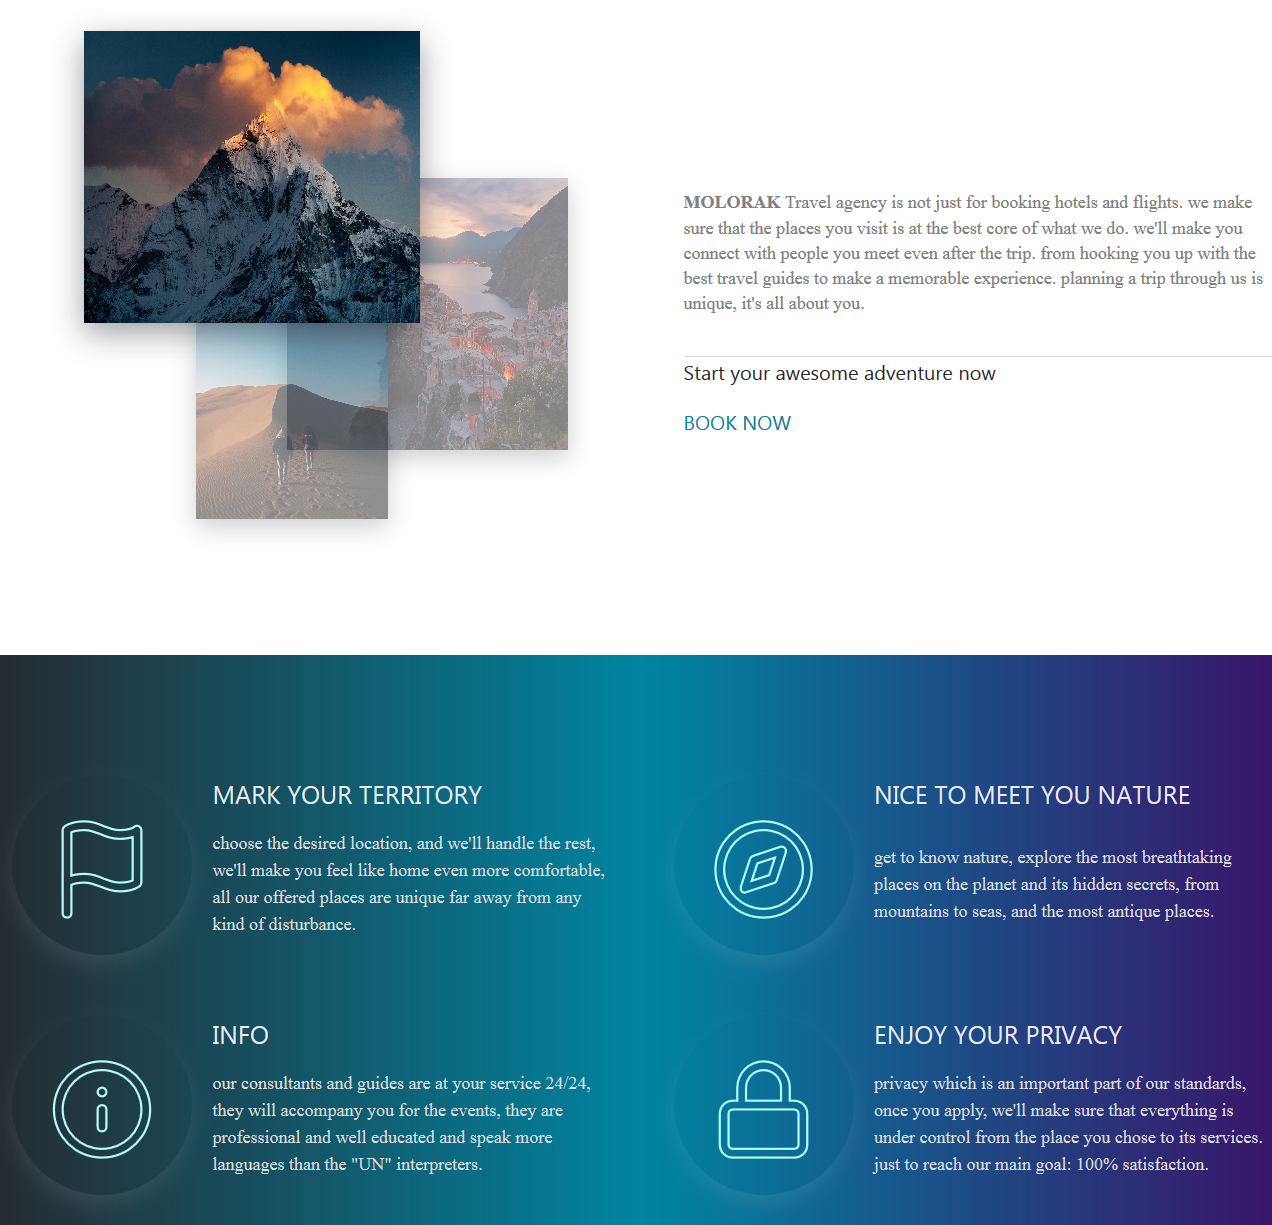 MOLORAK Travel agency is not just for booking hotels and flights. we make
sure that the places you visit is at the best core of what we do. we'll make you
connect with people you meet even after the trip. from hooking you up with the
best travel guides to make a memorable experience. planning a trip through us is
unique, it's all about you.
Start your awesome adventure now
BOOK NOW
MARK YOUR TERRITORY
choose the desired location, and we'll handle the rest,
we'll make you feel like home even more comfortable,
all our offered places are unique far away from any
kind of disturbance.
NICE TO MEET YOU NATURE
get to know nature, explore the most breathtaking
places on the planet and its hidden secrets, from
mountains to seas, and the most antique places.
INFO
our consultants and guides are at your service 24/24,
they will accompany you for the events, they are
professional and well educated and speak more
languages than the "UN" interpreters.
ENJOY YOUR PRIVACY
privacy which is an important part of our standards,
once you apply, we'll make sure that everything is
under control from the place you chose to its services.
just to reach our main goal: 100% satisfaction.